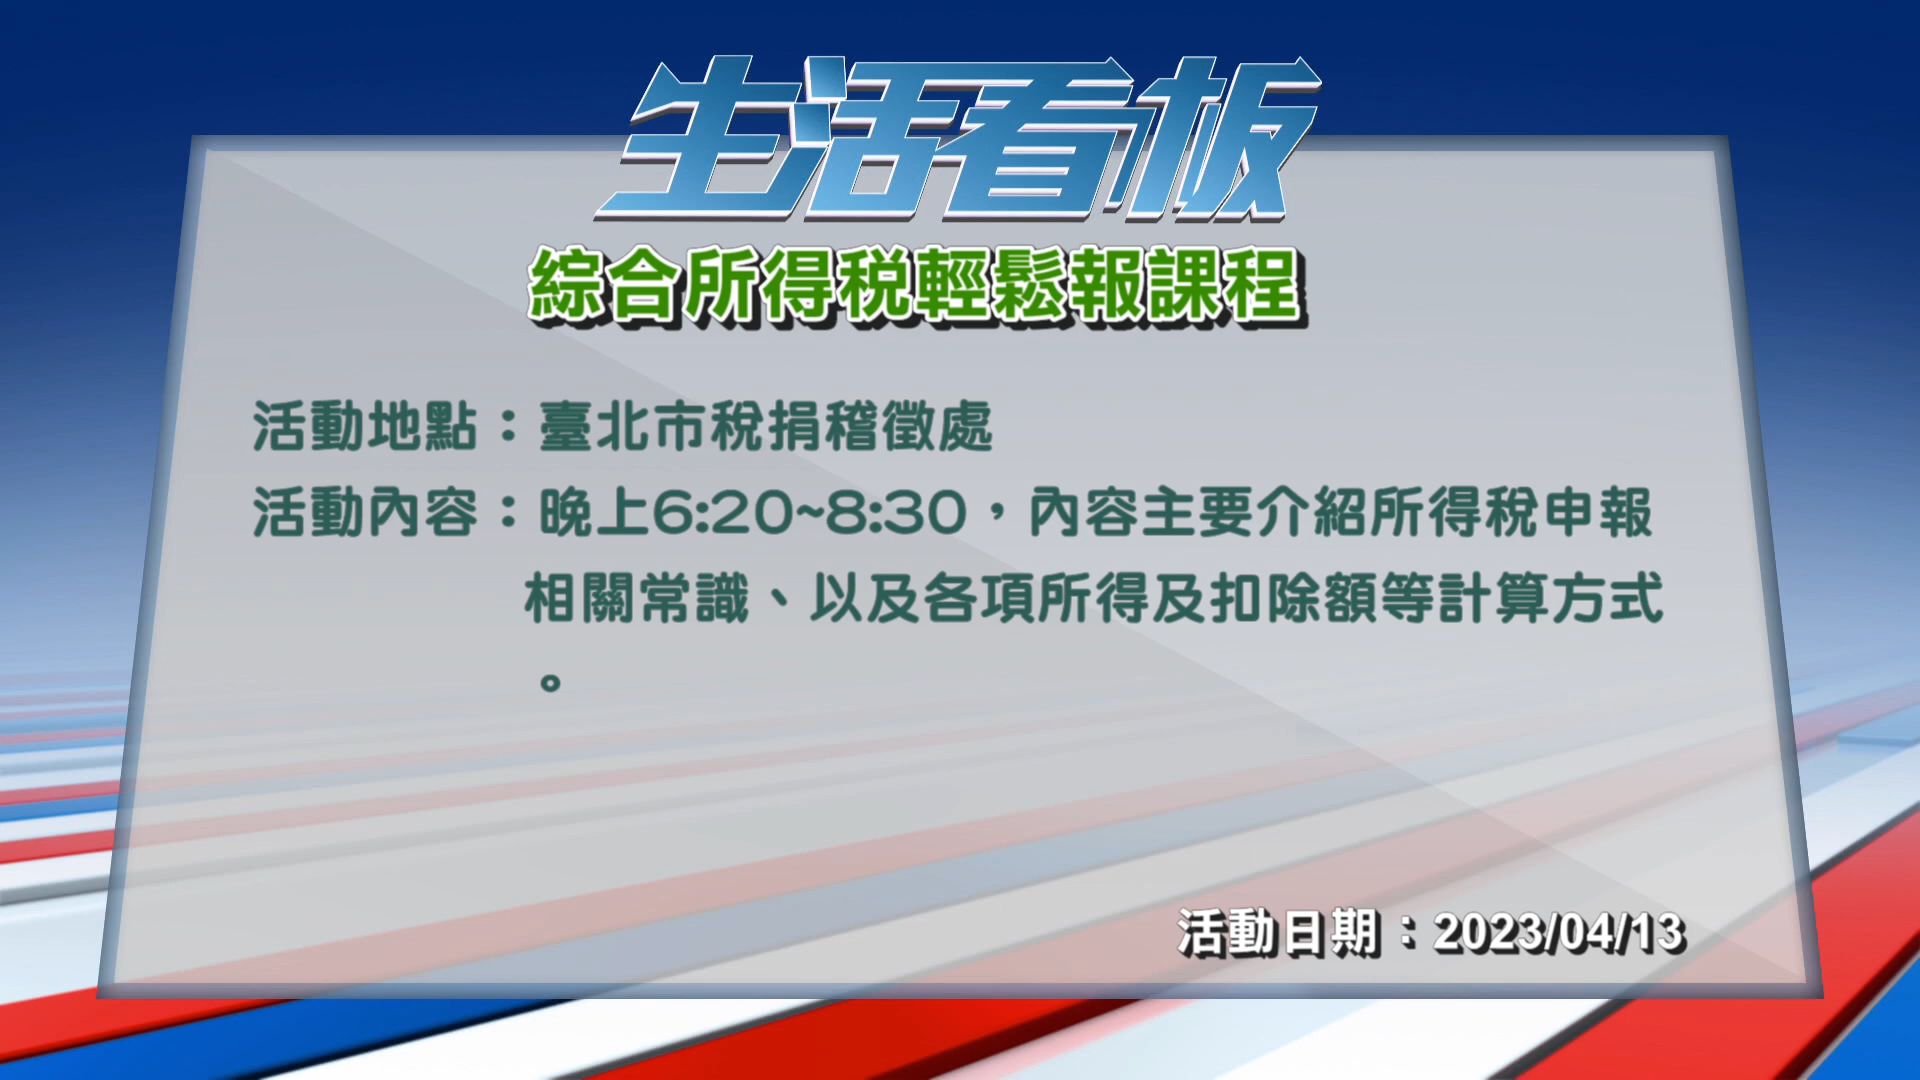 生活看板
綜合所得稅輕鬆報課程
活動地點：臺北市稅捐稽徵處
活動內容：晚上6:20~8:30，內容主要介紹所得稅申報
相關常識、以及各項所得及扣除額等計算方式
。
活動日期：2023/04/13